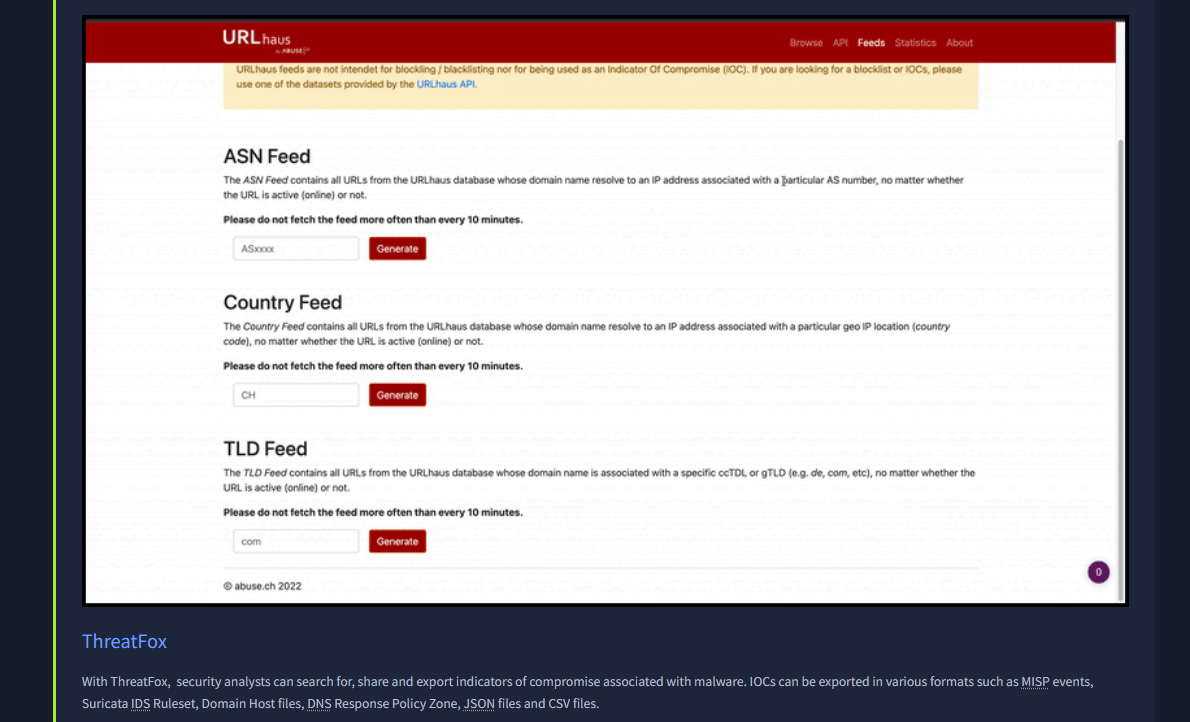 URLhaus
by ABUSE|ch
Browse API Feeds Statistics About
URLhaus feeds are not intendet for blockling / blacklisting nor for being used as an Indicator Of Compromise (IOC). If you are looking for a blocklist or IOCs, please
use one of the datasets provided by the URLhaus API.
ASN Feed
The ASN Feed contains all URLs from the URLhaus database whose domain name resolve to an IP address associated with a particular AS number, no matter whether
the URL is active (online) or not.
Please do not fetch the feed more often than every 10 minutes.
ASxxxx Generate
Country Feed
The Country Feed contains all URLs from the URLhaus database whose domain name resolve to an IP address associated with a particular geo IP location (country
code), no matter whether the URL is active (online) or not.
Please do not fetch the feed more often than every 10 minutes.
CH Generate
TLD Feed
The TLD Feed contains all URLs from the URLhaus database whose domain name is associated with a specific ccTDL or gTLD (e.g. de, com, etc), no matter whether the
URL is active (online) or not.
Please do not fetch the feed more often than every 10 minutes.
com Generate
© abuse.ch 2022
0
ThreatFox
With ThreatFox, security analysts can search for, share and export indicators of compromise associated with malware. IOCs can be exported in various formats such as MISP events,
Suricata IDS Ruleset, Domain Host files, DNS Response Policy Zone, JSON files and CSV files.